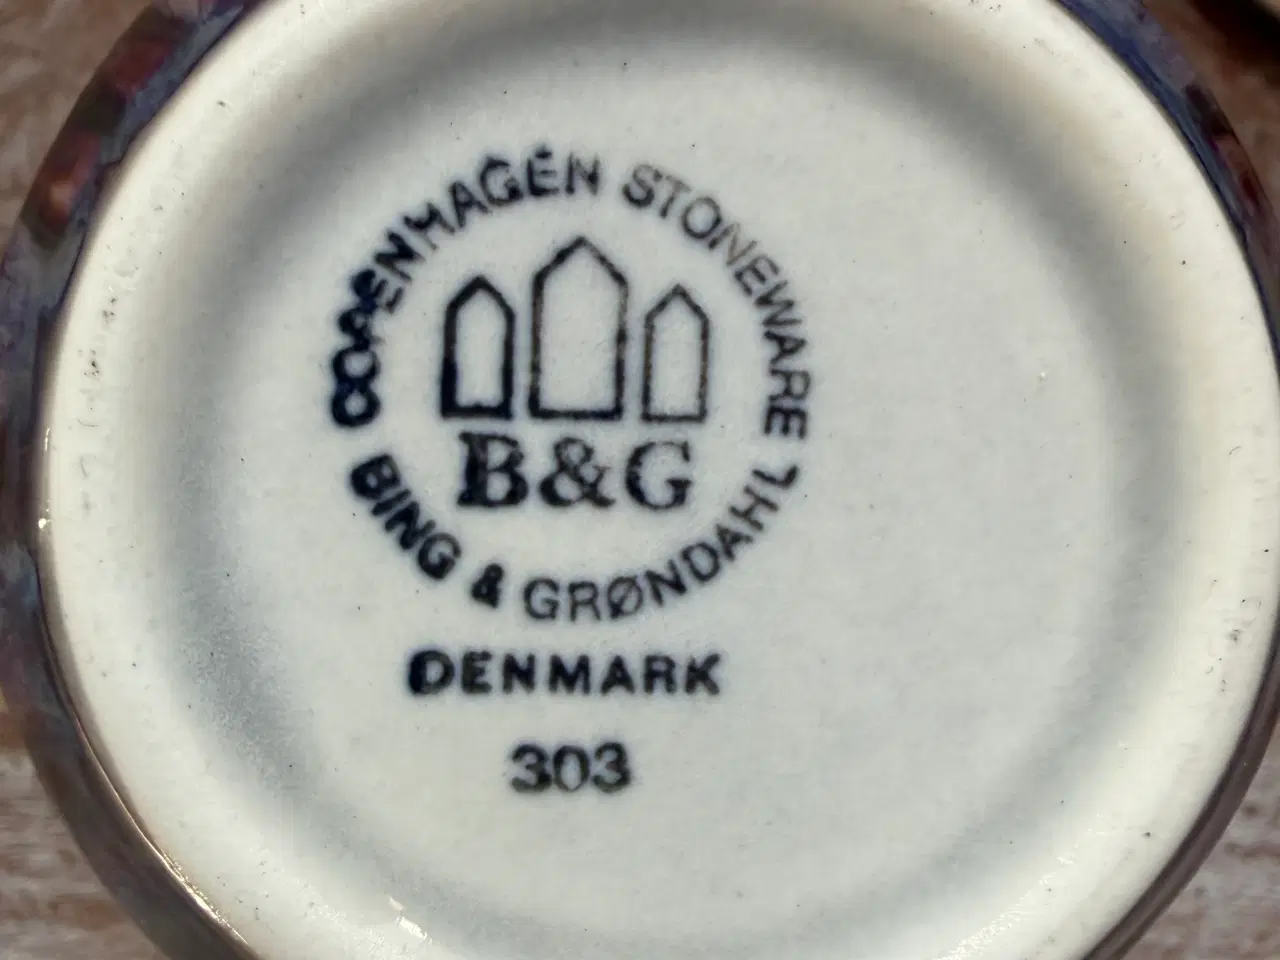 COPENHAGEN STONEWARE
B&G
BING & GRØNDAHL
DENMARK
303